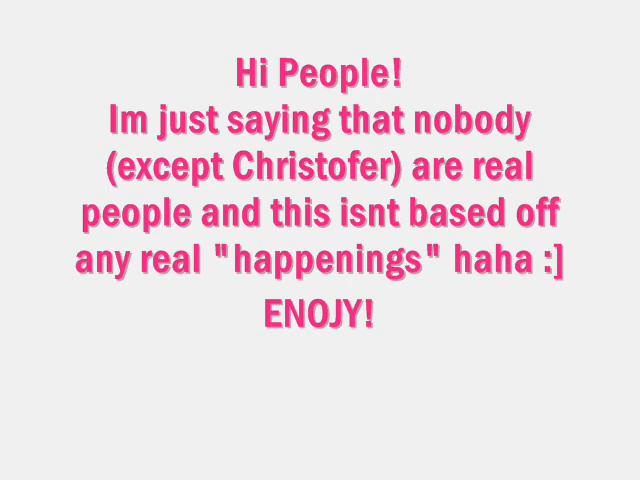 Hi People!
Im just saying that nobody
(except Christofer) are real
people and this isnt based off
any real "happenings" haha :]
ENOJY!